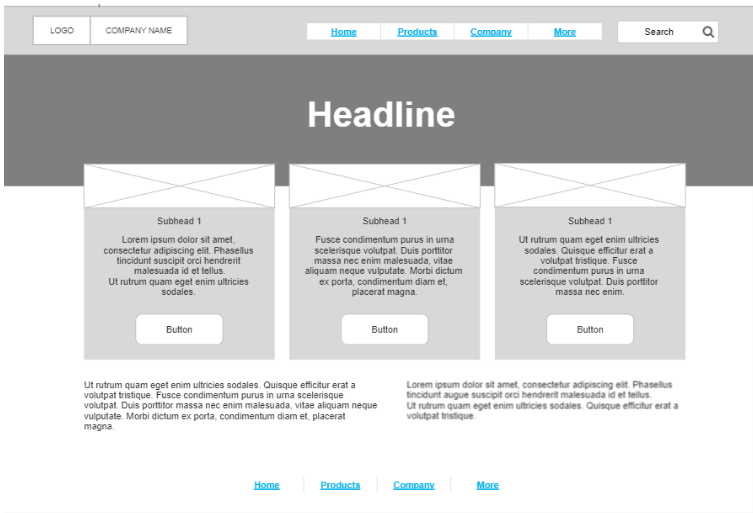 LOGO
COMPANY NAME
Home
Products
Company
More
Search
Headline
Subhead 1
Lorem ipsum dolor sit amet,
consectetur adipiscing elit. Phasellus
tincidunt suscipit orci hendrerit
malesuada id et tellus.
Ut rutrum quam eget enim ultricies
sodales.
Button
Subhead 1
Fusce condimentum purus in urna
scelerisque volutpat. Duis porttitor
massa nec enim malesuada, vitae
aliquam neque vulputate. Morbi dictum
ex porta, condimentum diam et,
placerat magna.
Button
Subhead 1
Ut rutrum quam eget enim ultricies
sodales. Quisque efficitur erat a
volutpat tristique. Fusce
condimentum purus in urna
scelerisque volutpat. Duis porttitor
massa nec enim.
Button
Ut rutrum quam eget enim ultricies sodales. Quisque efficitur erat a
volutpat tristique. Fusce condimentum purus in urna scelerisque
volutpat. Duis porttitor massa nec enim malesuada, vitae aliquam neque
vulputate. Morbi dictum ex porta, condimentum diam et, placerat
magna.
Lorem ipsum dolor sit amet, consectetur adipiscing elit. Phasellus
tincidunt augue suscipit orci hendrerit malesuada id et tellus.
Ut rutrum quam eget enim ultricies sodales. Quisque efficitur erat a
volutpat tristique.
Home
Products
Company
More